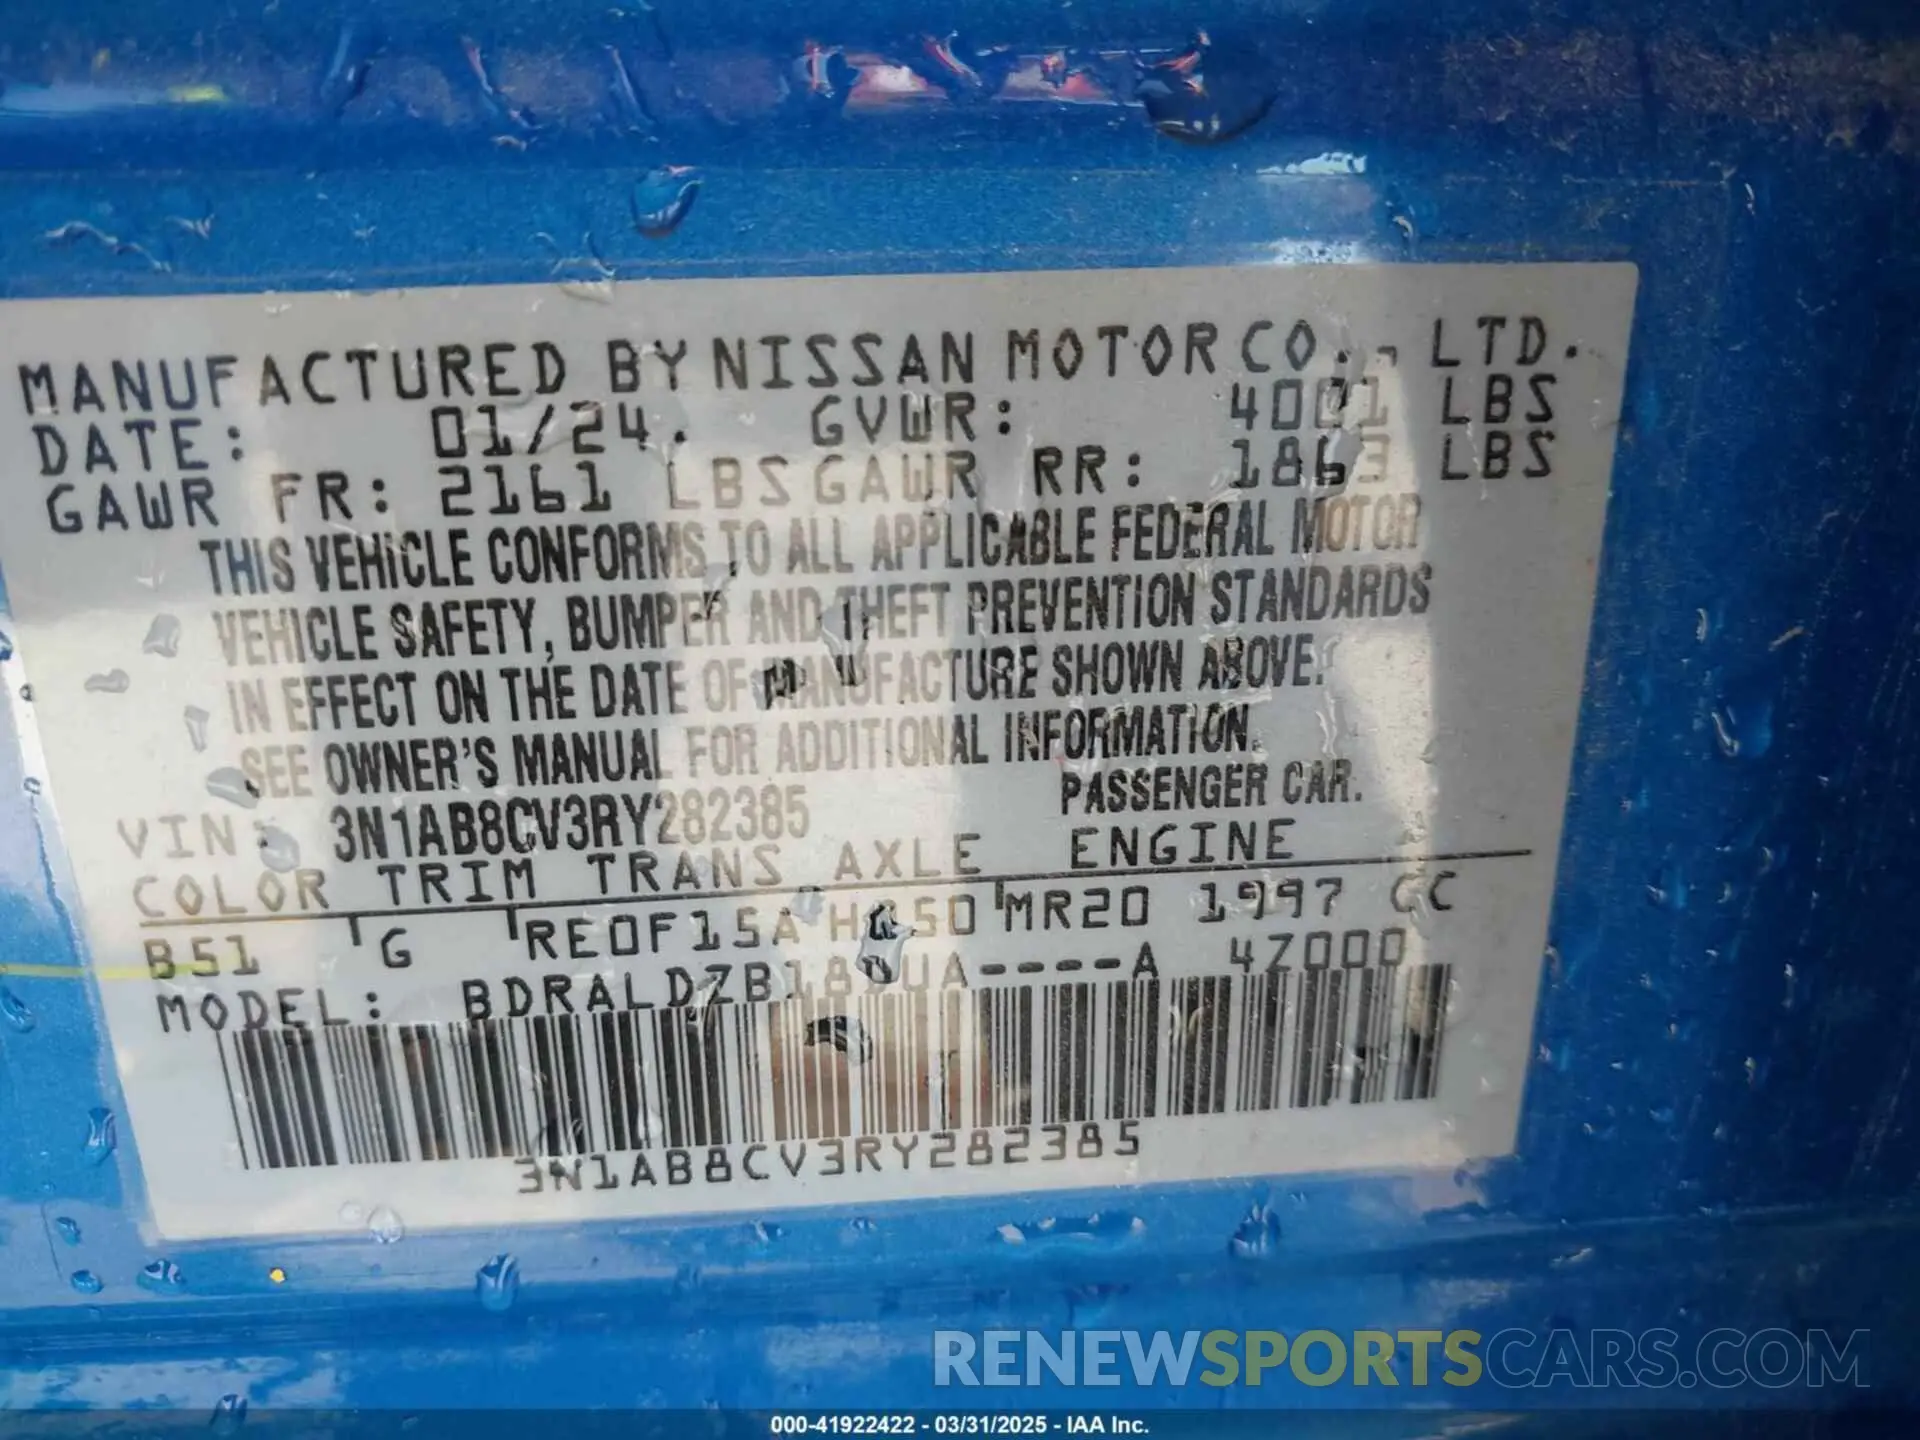 MANUFACTURED BY NISSAN MOTOR CO., LTD.
DATE: 01/24. GVWR: 4001 LBS
GAWR FR: 2161 LBS GAWR RR: 1863 LBS
THIS VEHICLE CONFORMS TO ALL APPLICABLE FEDERAL MOTOR
VEHICLE SAFETY, BUMPER AND THEFT PREVENTION STANDARDS
IN EFFECT ON THE DATE OF MANUFACTURE SHOWN ABOVE.
SEE OWNER'S MANUAL FOR ADDITIONAL INFORMATION.
PASSENGER CAR.
VIN: 3N1AB8CV3RY282385
COLOR TRIM TRANS AXLE ENGINE
B51 G RE0F15A MR20 1997 CC
MODEL: 4Z000
3N1AB8CV3RY282385
RENEWSPORTSCARS.COM
000-41922422 - 03/31/2025 - IAA Inc.